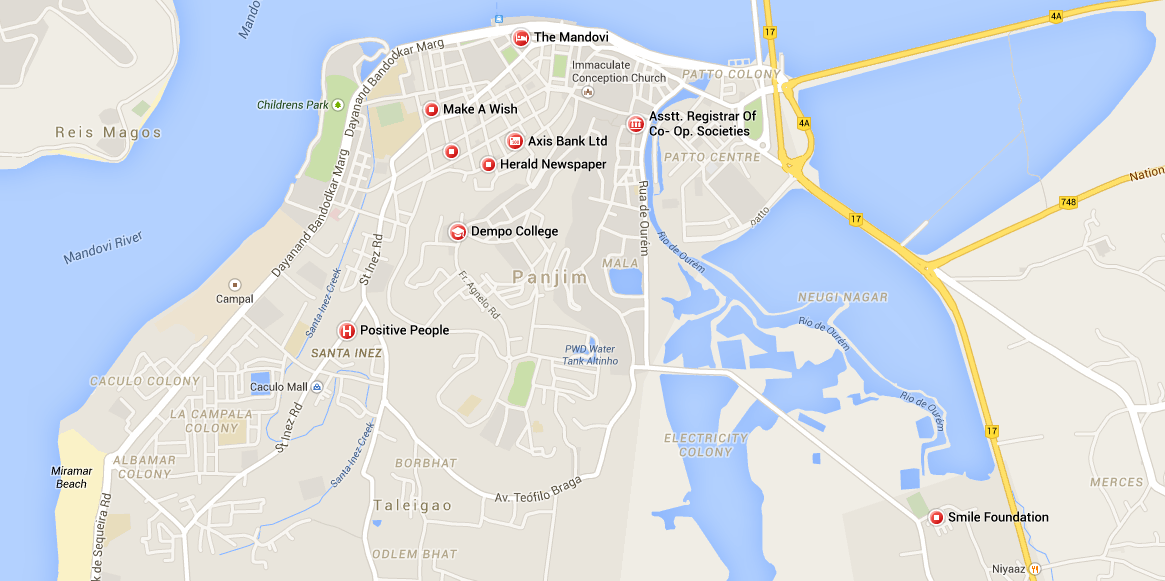 Mando
4A
17
The Mandovi
Dayanand Bandodkar Marg
Immaculate
Conception Church
PATTO COLONY
Childrens Park
Make A Wish
Asstt. Registrar Of
Co- Op. Societies
4A
Reis Magos
Axis Bank Ltd
Herald Newspaper
PATTO CENTRE
Dayanand Bandodkar Marg
Nation
748
Rua de Ourém
patto
17
Mandovi River
St Inez Rd
Dempo College
Rio de Ourém
MALA
Panjim
Fr. Agnelo Rd
Campal
Santa Inez Creek
NEUGI NAGAR
Positive People
Rio de Ourém
SANTA INEZ
PWD Water
Tank Altinho
CACULO COLONY
Caculo Mall
Rio de Ourém
LA CAMPALA
COLONY
St Inez Rd
17
ELECTRICITY
COLONY
Santa Inez Creek
ALBAMAR
COLONY
BORBHAT
Miramar
Beach
MERCES
Av. Teófilo Braga
Taleigao
k de Sequeira Rd
Smile Foundation
ODLEM BHAT
Niyaaz